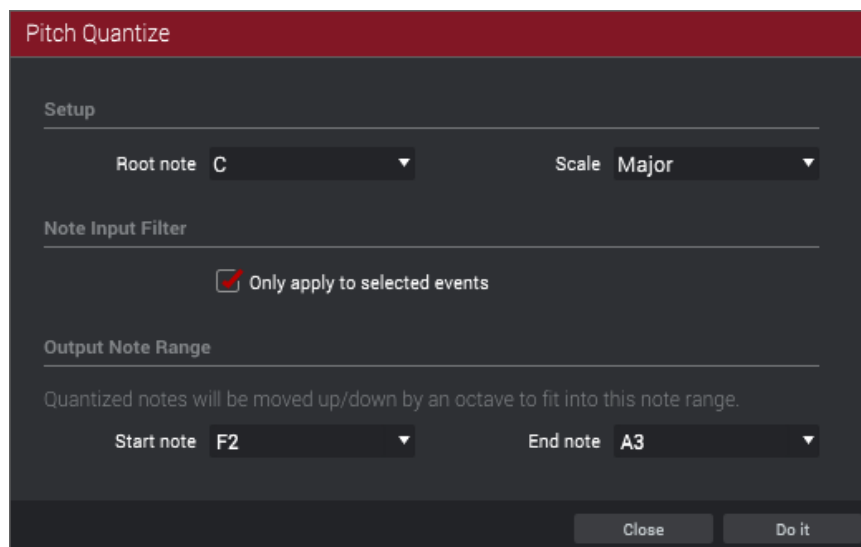 Pitch Quantize
Setup
Root note C Scale Major
Note Input Filter
Only apply to selected events
Output Note Range
Quantized notes will be moved up/down by an octave to fit into this note range.
Start note F2 End note A3
Close Do it